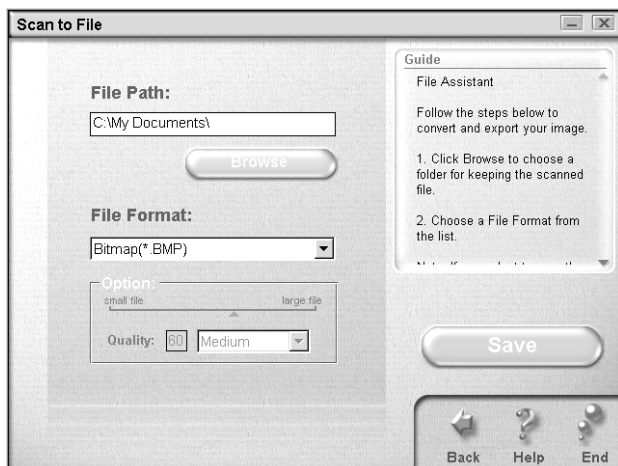 Scan to File
File Path:
C:\My Documents\
Browse
File Format:
Bitmap(*.BMP)
Option:
small file large file
Quality: 60 Medium
Guide
File Assistant
Follow the steps below to
convert and export your image.
1. Click Browse to choose a
folder for keeping the scanned
file.
2. Choose a File Format from
the list.
Save
Back Help End